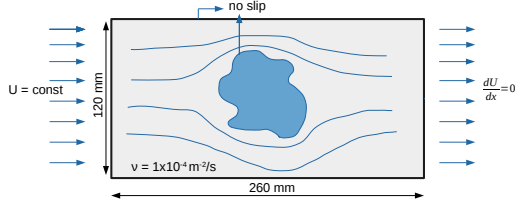 no slip
U = const
120 mm
dU/dx=0
ν = 1x10⁻⁴ m⁻²/s
260 mm